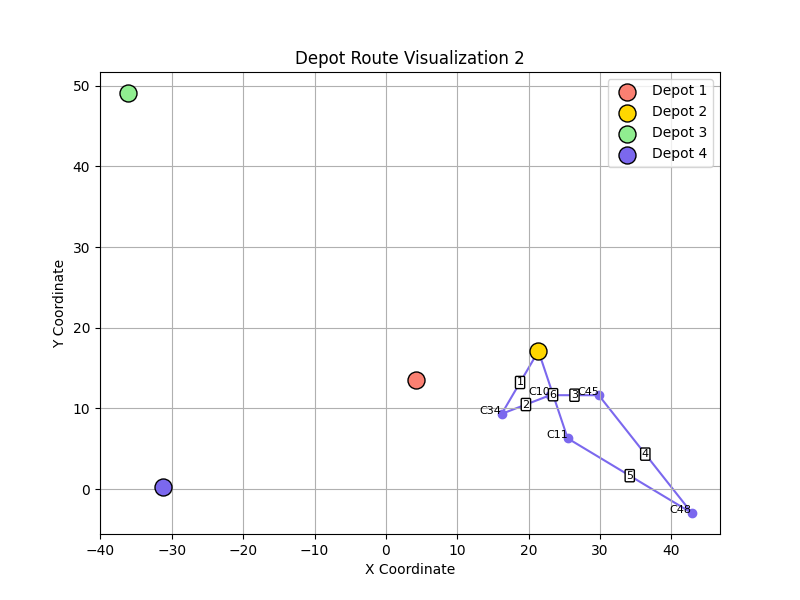 Depot Route Visualization 2
Depot 1
Depot 2
Depot 3
Depot 4
Y Coordinate
50
40
30
20
10
0
1
C10
6
3
C45
C34
2
C11
4
5
C48
−40
−30
−20
−10
0
10
20
30
40
X Coordinate